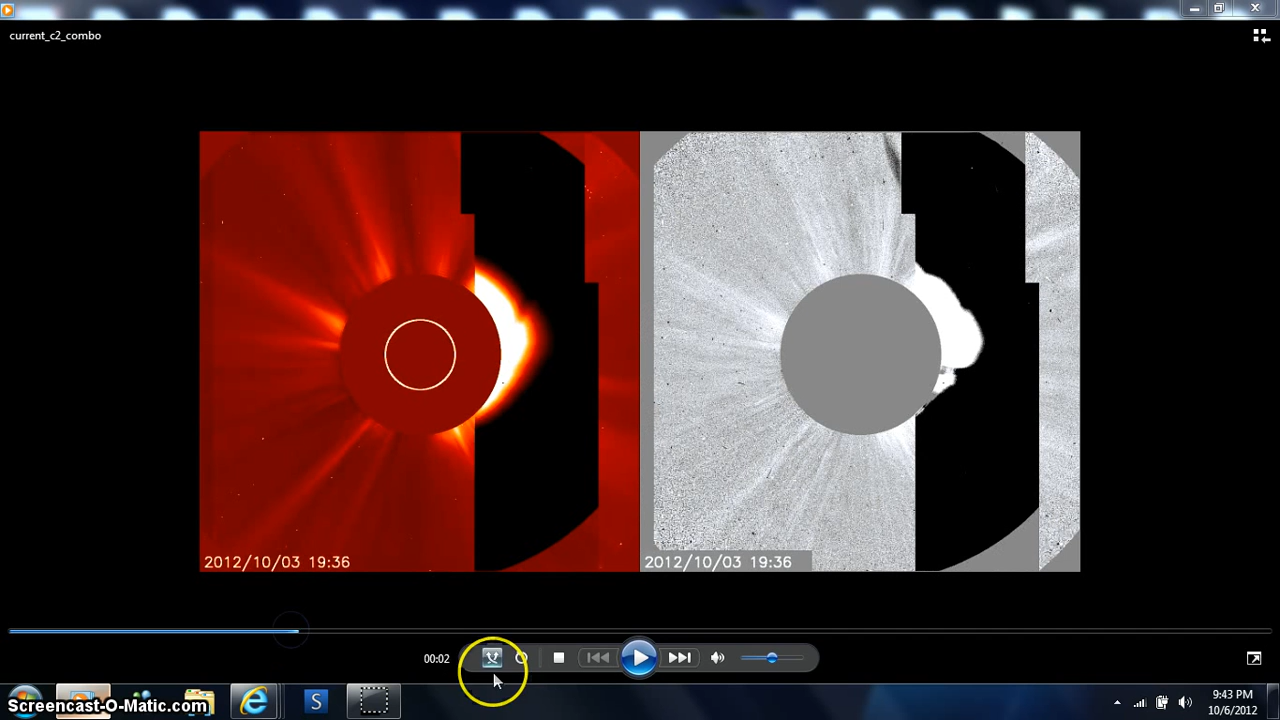 current_c2_combo
2012/10/03 19:36
2012/10/03 19:36
00:02
S
9:43 PM
10/6/2012
Screencast-O-Matic.com